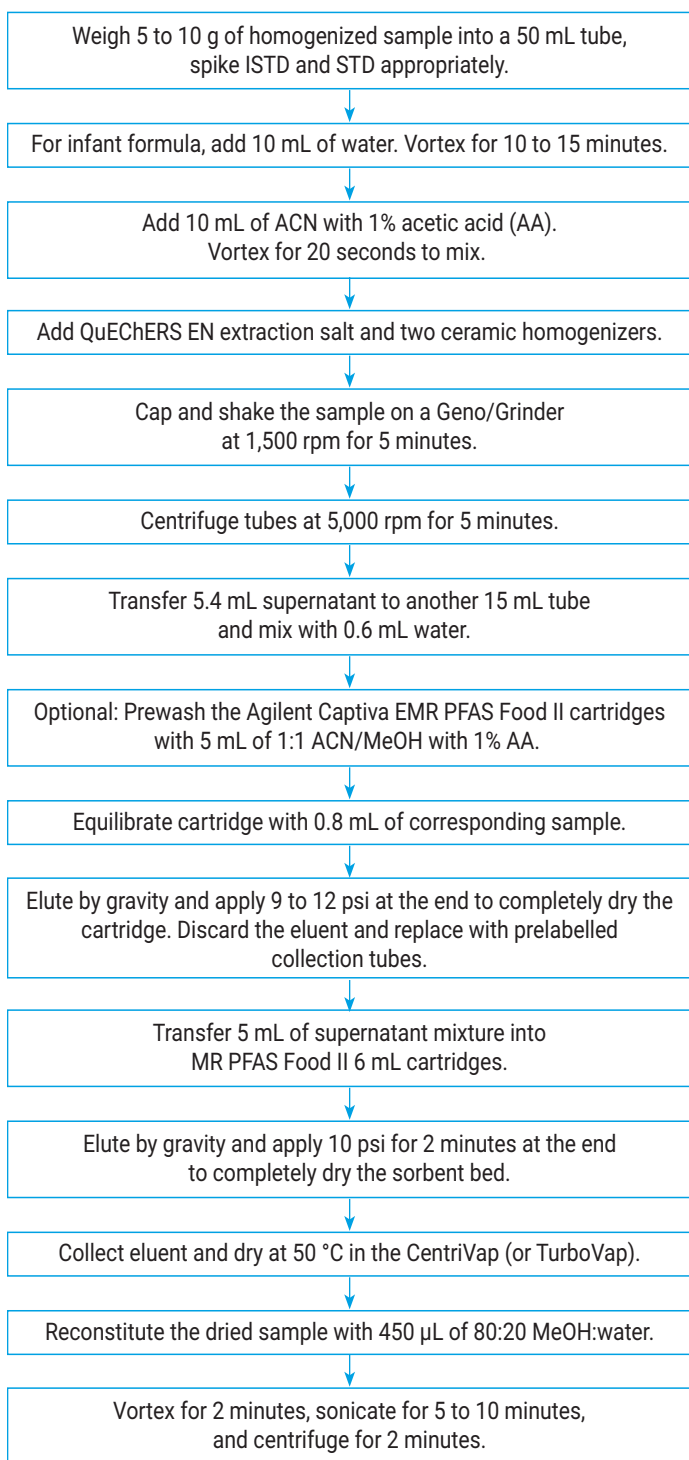 Weigh 5 to 10 g of homogenized sample into a 50 mL tube,
spike ISTD and STD appropriately.
For infant formula, add 10 mL of water. Vortex for 10 to 15 minutes.
Add 10 mL of ACN with 1% acetic acid (AA).
Vortex for 20 seconds to mix.
Add QuEChERS EN extraction salt and two ceramic homogenizers.
Cap and shake the sample on a Geno/Grinder
at 1,500 rpm for 5 minutes.
Centrifuge tubes at 5,000 rpm for 5 minutes.
Transfer 5.4 mL supernatant to another 15 mL tube
and mix with 0.6 mL water.
Optional: Prewash the Agilent Captiva EMR PFAS Food II cartridges
with 5 mL of 1:1 ACN/MeOH with 1% AA.
Equilibrate cartridge with 0.8 mL of corresponding sample.
Elute by gravity and apply 9 to 12 psi at the end to completely dry the
cartridge. Discard the eluent and replace with prelabelled
collection tubes.
Transfer 5 mL of supernatant mixture into
MR PFAS Food II 6 mL cartridges.
Elute by gravity and apply 10 psi for 2 minutes at the end
to completely dry the sorbent bed.
Collect eluent and dry at 50 °C in the CentriVap (or TurboVap).
Reconstitute the dried sample with 450 µL of 80:20 MeOH:water.
Vortex for 2 minutes, sonicate for 5 to 10 minutes,
and centrifuge for 2 minutes.